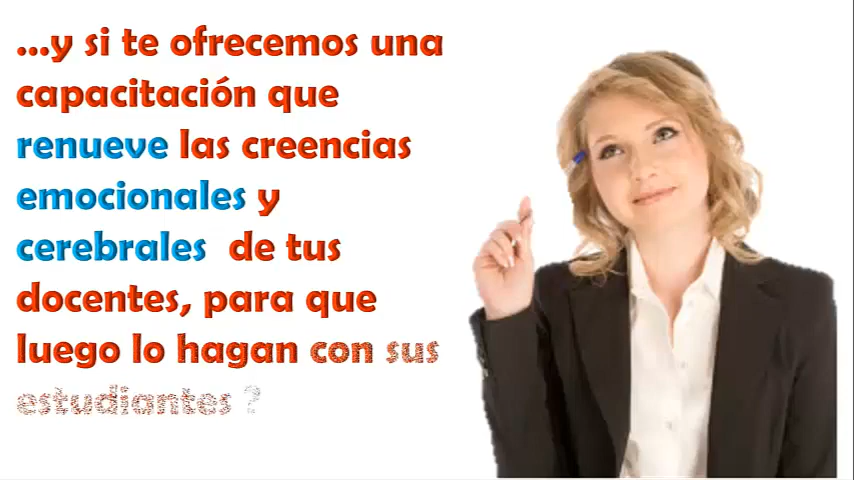 ...y si te ofrecemos una
capacitación que
renueve las creencias
emocionales y
cerebrales de tus
docentes, para que
luego lo hagan con sus
estudiantes ?